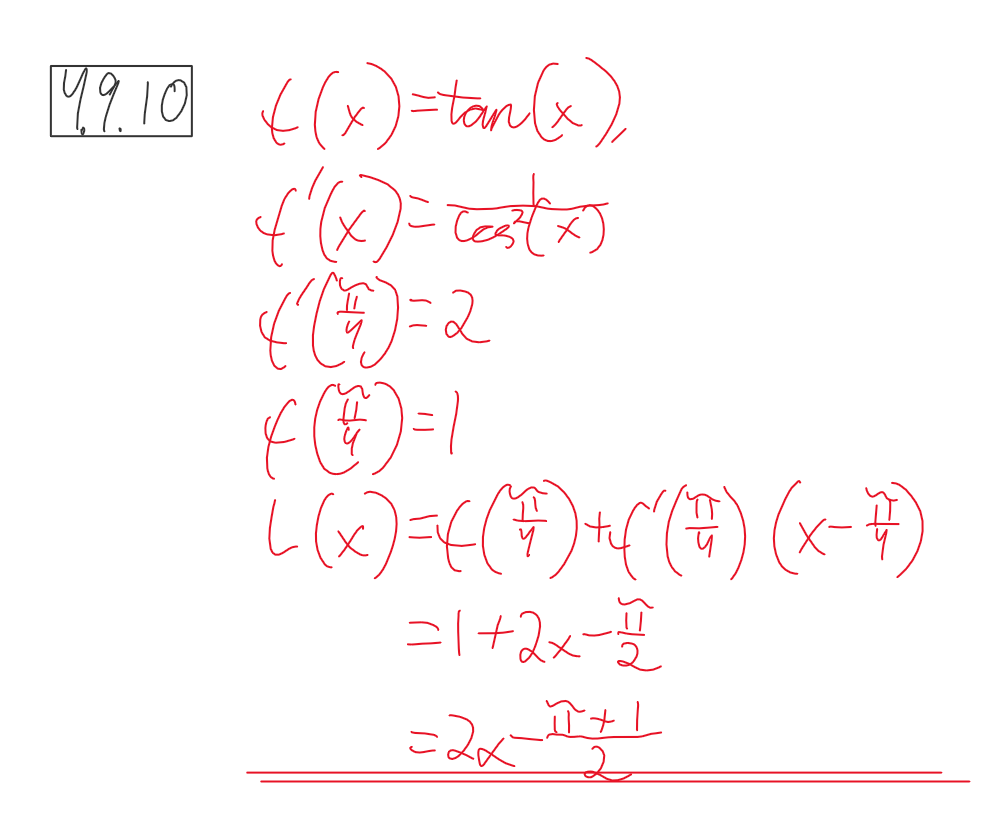 4.9.10
f(x)=tan(x),
f'(x)=1/cos²(x)
f'(π/4)=2
f(π/4)=1
L(x)=f(π/4)+f'(π/4)(x-π/4)
=1+2x-π/2
=2x-(π+1)/2